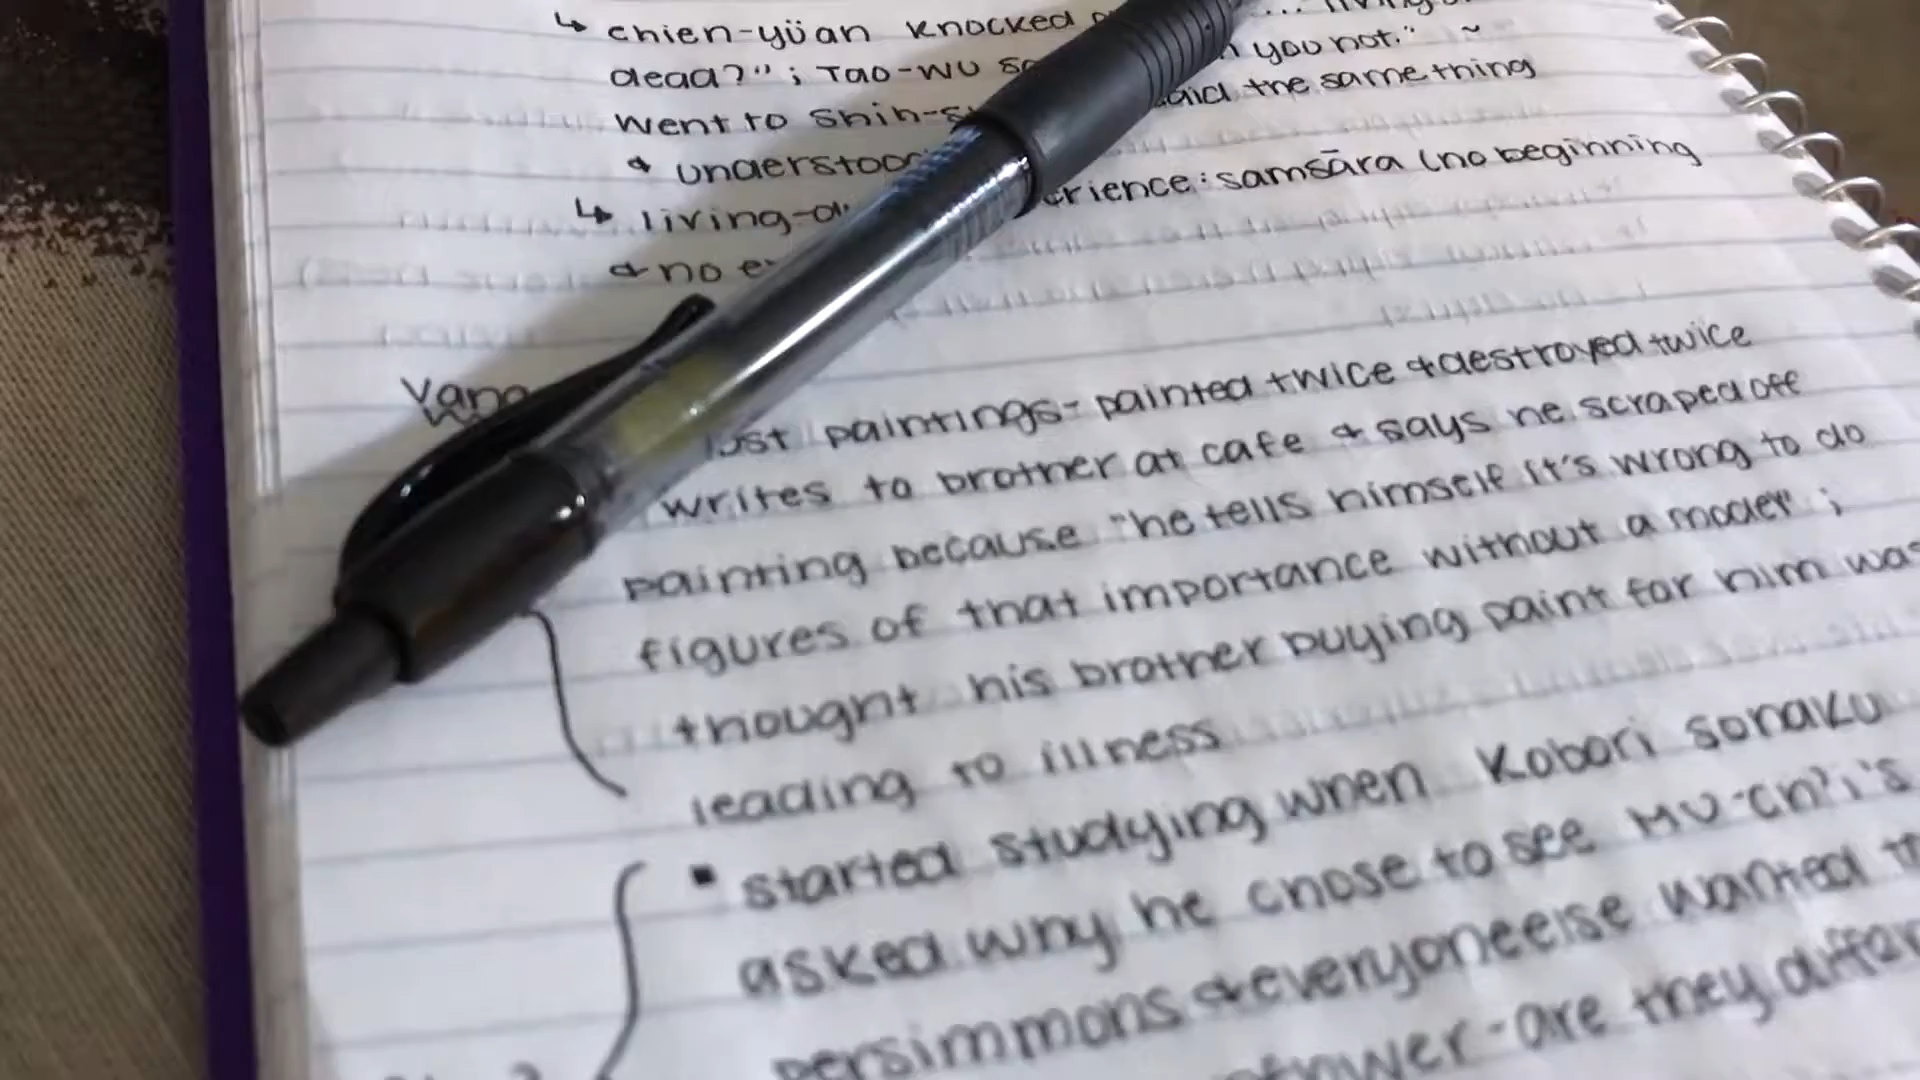 ↳ chien-yüan knocked
dead?"; Tao-wu you not." ~
went to Shih- said the same thing
& understood
↳ living- : samsāra (no beginning
& no
lost paintings - painted twice & destroyed twice
writes to brother at cafe & says he scraped off
painting because "he tells himself it's wrong to do
figures of that importance without a model";
thought his brother buying paint for him was
leading to illness
▪ started studying when Kobori Sohaku
asked why he chose to see Mu-ch'i's
persimmons & everyone else wanted
- are they